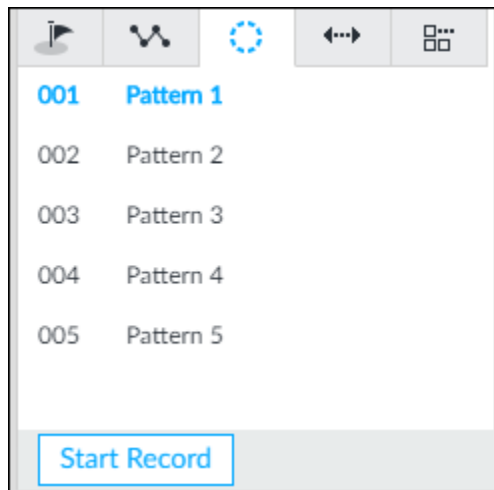 001 Pattern 1
002 Pattern 2
003 Pattern 3
004 Pattern 4
005 Pattern 5
Start Record